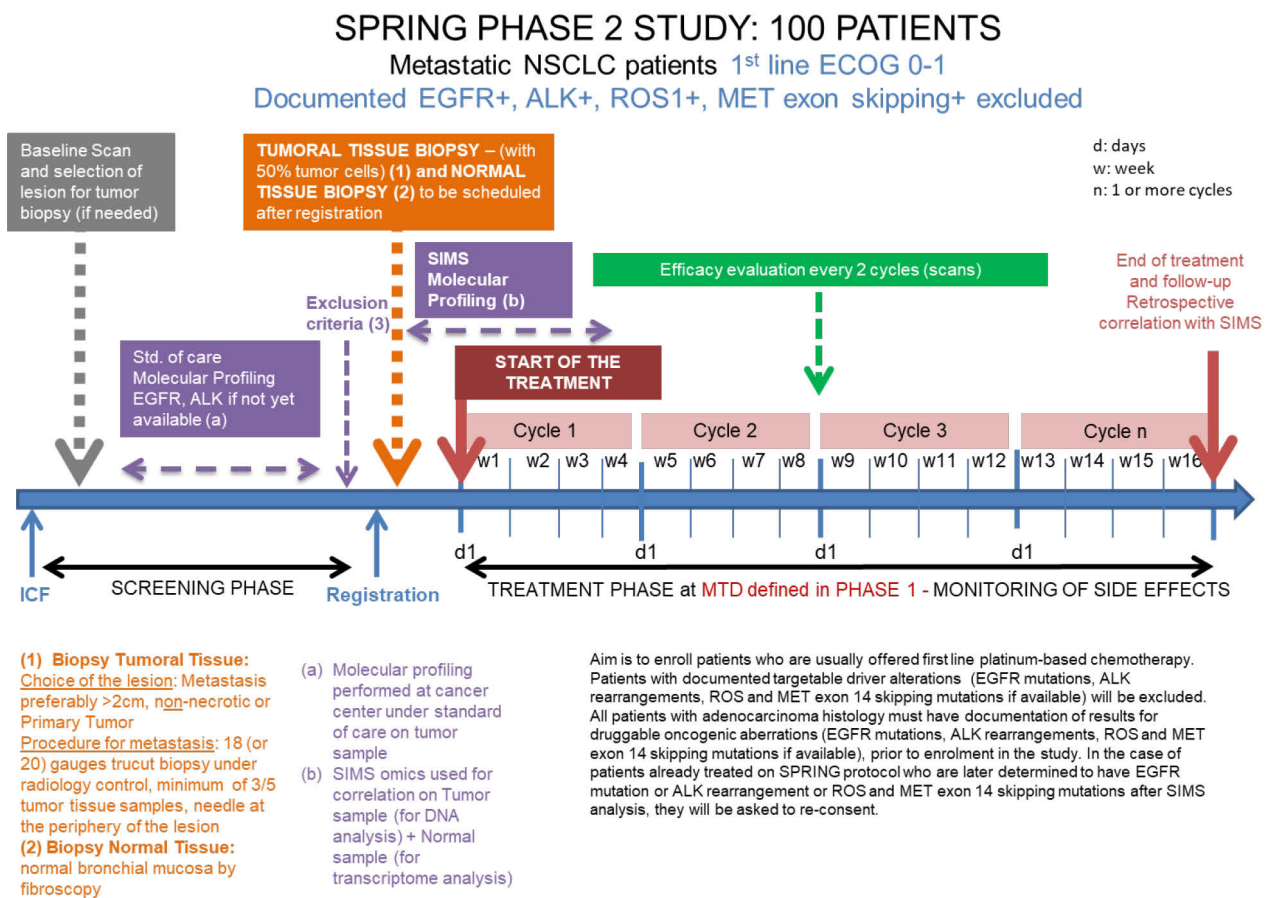 SPRING PHASE 2 STUDY: 100 PATIENTS
Metastatic NSCLC patients 1st line ECOG 0-1
Documented EGFR+, ALK+, ROS1+, MET exon skipping+ excluded
Baseline Scan
and selection of
lesion for tumor
biopsy (if needed)
TUMORAL TISSUE BIOPSY – (with
50% tumor cells) (1) and NORMAL
TISSUE BIOPSY (2) to be scheduled
after registration
d: days
w: week
n: 1 or more cycles
SIMS
Molecular
Profiling (b)
Efficacy evaluation every 2 cycles (scans)
End of treatment
and follow-up
Retrospective
correlation with SIMS
Exclusion
criteria (3)
Std. of care
Molecular Profiling
EGFR, ALK if not yet
available (a)
START OF THE
TREATMENT
Cycle 1 Cycle 2 Cycle 3 Cycle n
w1 w2 w3 w4 w5 w6 w7 w8 w9 w10 w11 w12 w13 w14 w15 w16
d1 d1 d1 d1
ICF SCREENING PHASE Registration TREATMENT PHASE at MTD defined in PHASE 1 - MONITORING OF SIDE EFFECTS
(1) Biopsy Tumoral Tissue:
Choice of the lesion: Metastasis
preferably >2cm, non-necrotic or
Primary Tumor
Procedure for metastasis: 18 (or
20) gauges trucut biopsy under
radiology control, minimum of 3/5
tumor tissue samples, needle at
the periphery of the lesion
(2) Biopsy Normal Tissue:
normal bronchial mucosa by
fibroscopy
(a) Molecular profiling
performed at cancer
center under standard
of care on tumor
sample
(b) SIMS omics used for
correlation on Tumor
sample (for DNA
analysis) + Normal
sample (for
transcriptome analysis)
Aim is to enroll patients who are usually offered first line platinum-based chemotherapy.
Patients with documented targetable driver alterations (EGFR mutations, ALK
rearrangements, ROS and MET exon 14 skipping mutations if available) will be excluded.
All patients with adenocarcinoma histology must have documentation of results for
druggable oncogenic aberrations (EGFR mutations, ALK rearrangements, ROS and MET
exon 14 skipping mutations if available), prior to enrolment in the study. In the case of
patients already treated on SPRING protocol who are later determined to have EGFR
mutation or ALK rearrangement or ROS and MET exon 14 skipping mutations after SIMS
analysis, they will be asked to re-consent.